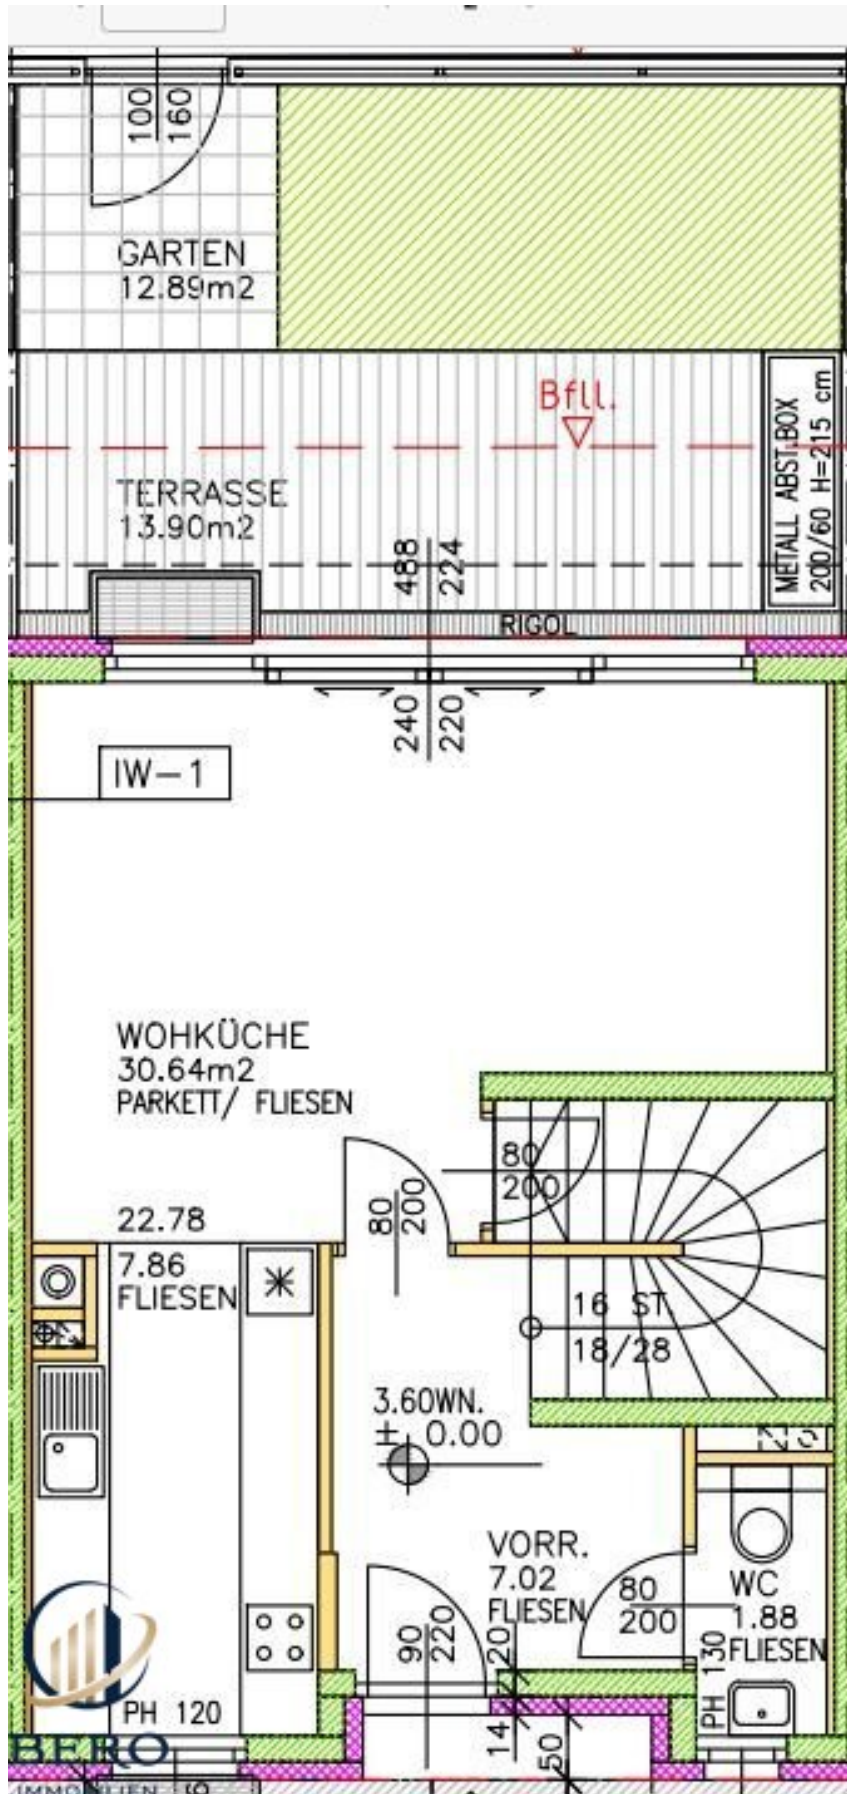 100
160
GARTEN
12.89m2
Bfll.
METALL ABST.BOX
200/60 H=215 cm
TERRASSE
13.90m2
488
224
RIGOL
240
220
IW-1
WOHKÜCHE
30.64m2
PARKETT/ FLIESEN
80
200
80
200
22.78
7.86
FLIESEN
16 ST.
18/28
3.60WN.
H ± 0.00
VORR.
7.02
FLIESEN
80
200
WC
1.88
FLIESEN
90
220
20
PH 130
PH 120
14
50
BERO
IMMOBILIEN